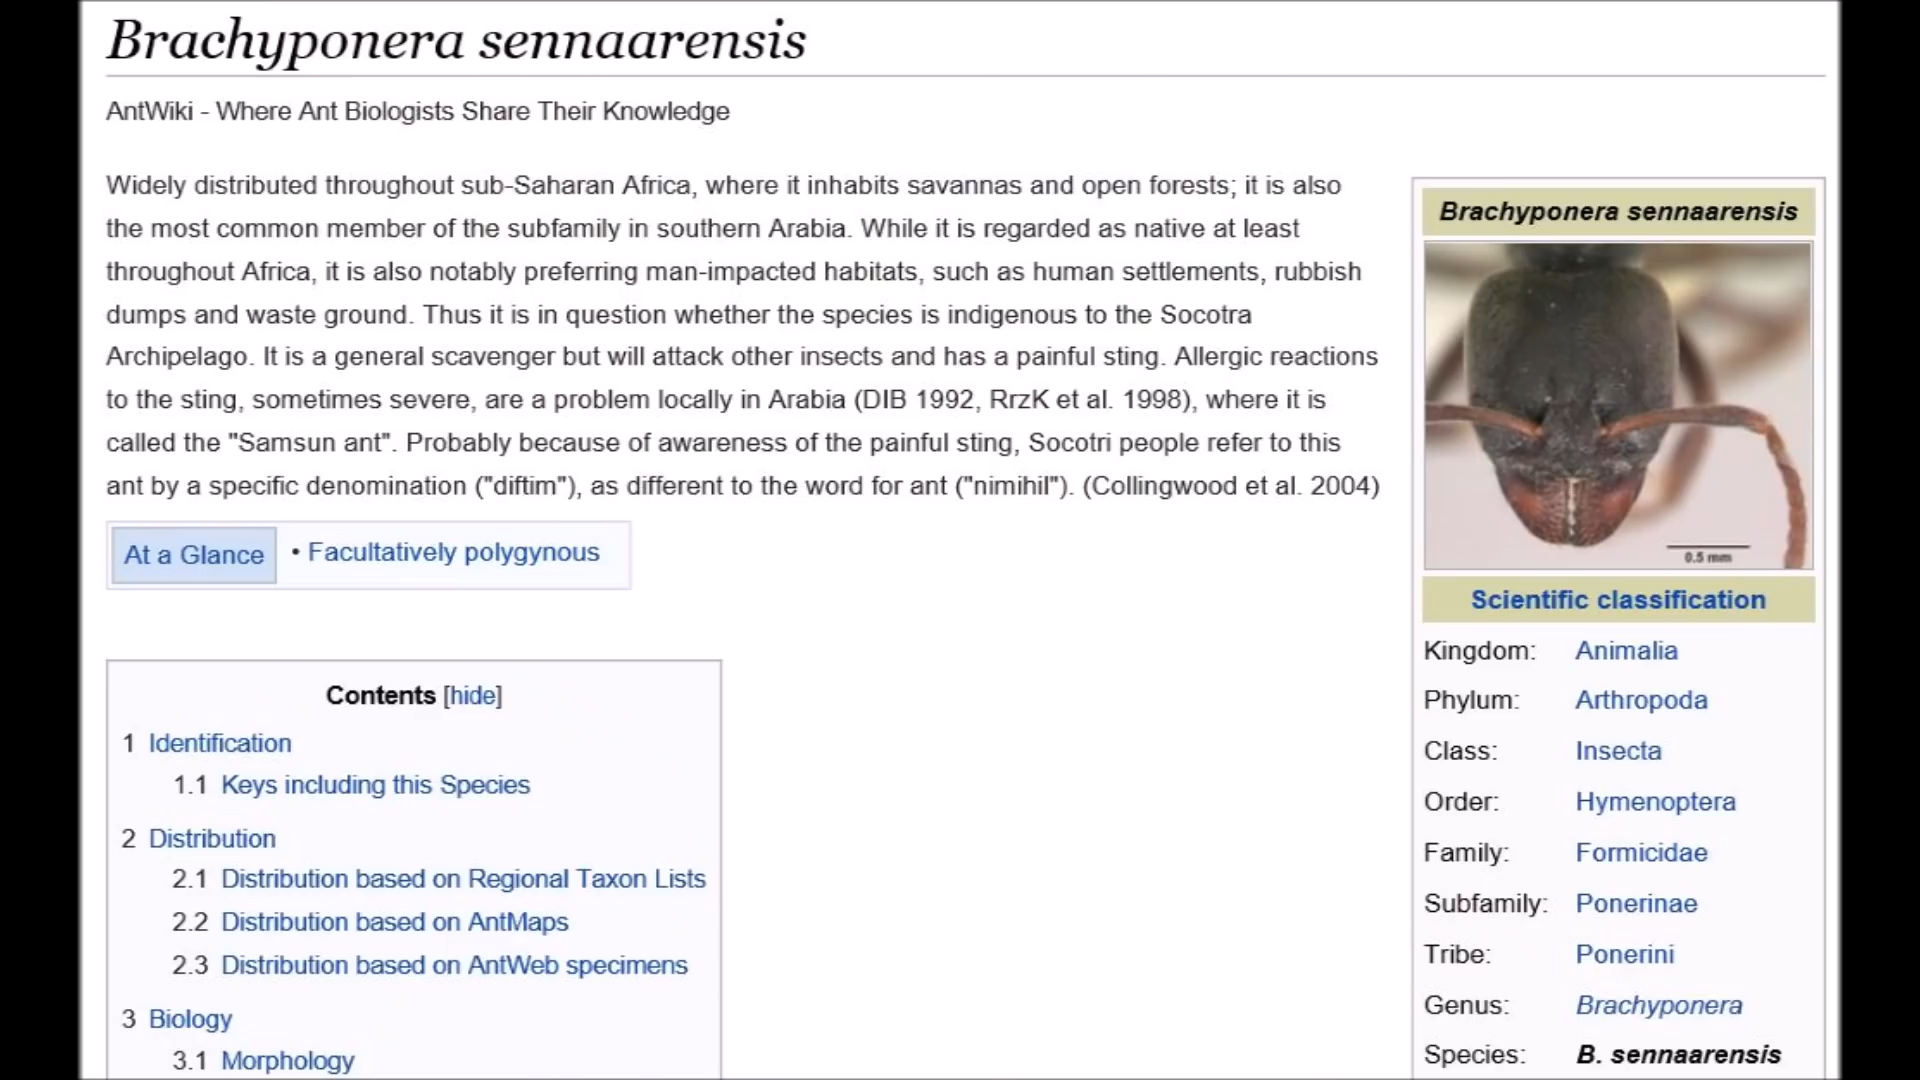 Brachyponera sennaarensis
AntWiki - Where Ant Biologists Share Their Knowledge
Widely distributed throughout sub-Saharan Africa, where it inhabits savannas and open forests; it is also
the most common member of the subfamily in southern Arabia. While it is regarded as native at least
throughout Africa, it is also notably preferring man-impacted habitats, such as human settlements, rubbish
dumps and waste ground. Thus it is in question whether the species is indigenous to the Socotra
Archipelago. It is a general scavenger but will attack other insects and has a painful sting. Allergic reactions
to the sting, sometimes severe, are a problem locally in Arabia (DIB 1992, RrzK et al. 1998), where it is
called the "Samsun ant". Probably because of awareness of the painful sting, Socotri people refer to this
ant by a specific denomination ("diftim"), as different to the word for ant ("nimihil"). (Collingwood et al. 2004)
At a Glance • Facultatively polygynous
Contents [hide]
1 Identification
1.1 Keys including this Species
2 Distribution
2.1 Distribution based on Regional Taxon Lists
2.2 Distribution based on AntMaps
2.3 Distribution based on AntWeb specimens
3 Biology
3.1 Morphology
Brachyponera sennaarensis
0.5 mm
Scientific classification
Kingdom: Animalia
Phylum: Arthropoda
Class: Insecta
Order: Hymenoptera
Family: Formicidae
Subfamily: Ponerinae
Tribe: Ponerini
Genus: Brachyponera
Species: B. sennaarensis